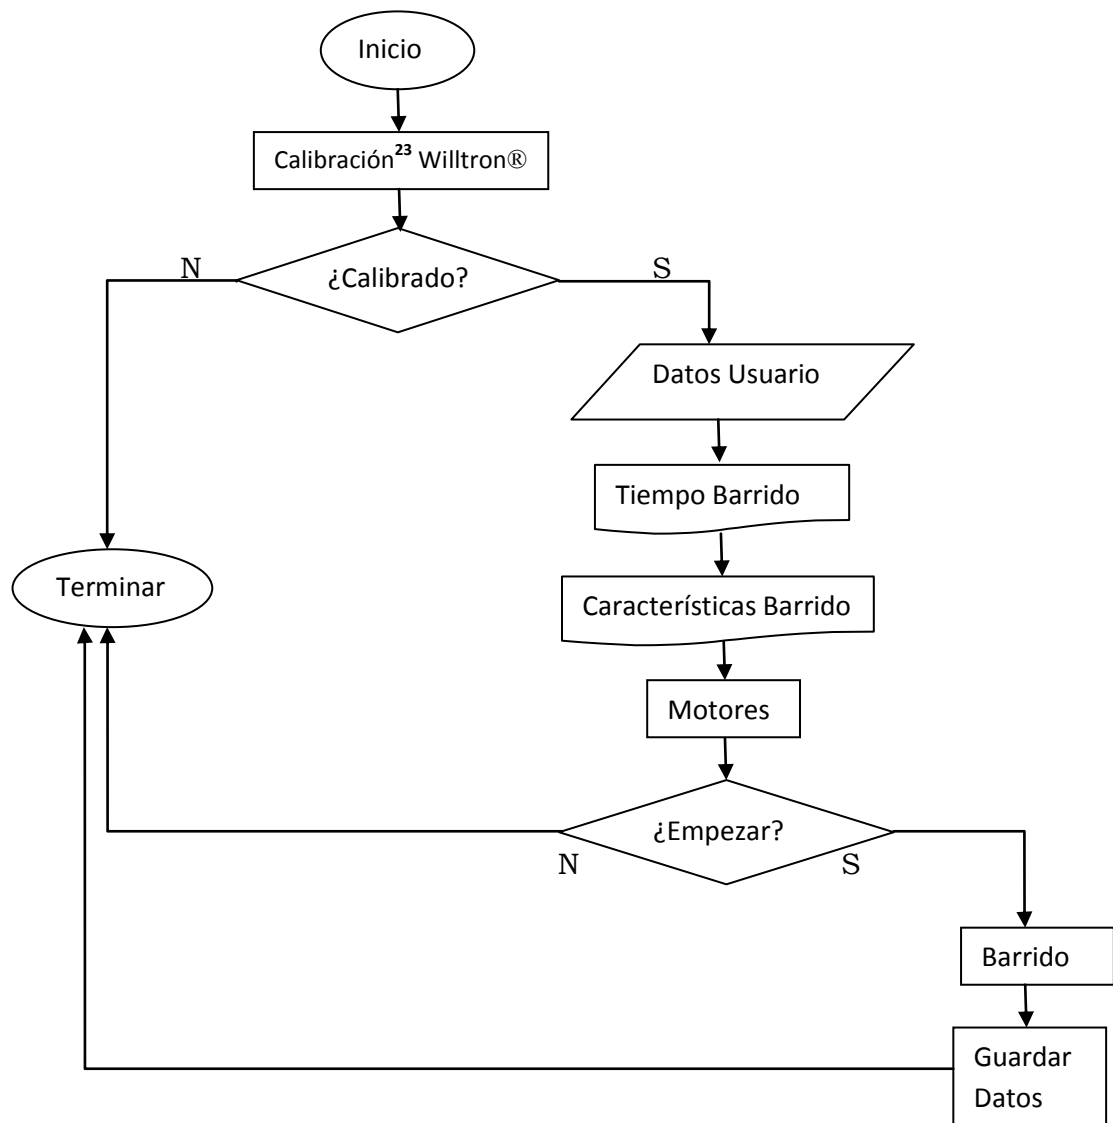 Inicio
Calibración²³ Willtron®
¿Calibrado?
N
S
Datos Usuario
Tiempo Barrido
Terminar
Características Barrido
Motores
¿Empezar?
N
S
Barrido
Guardar
Datos